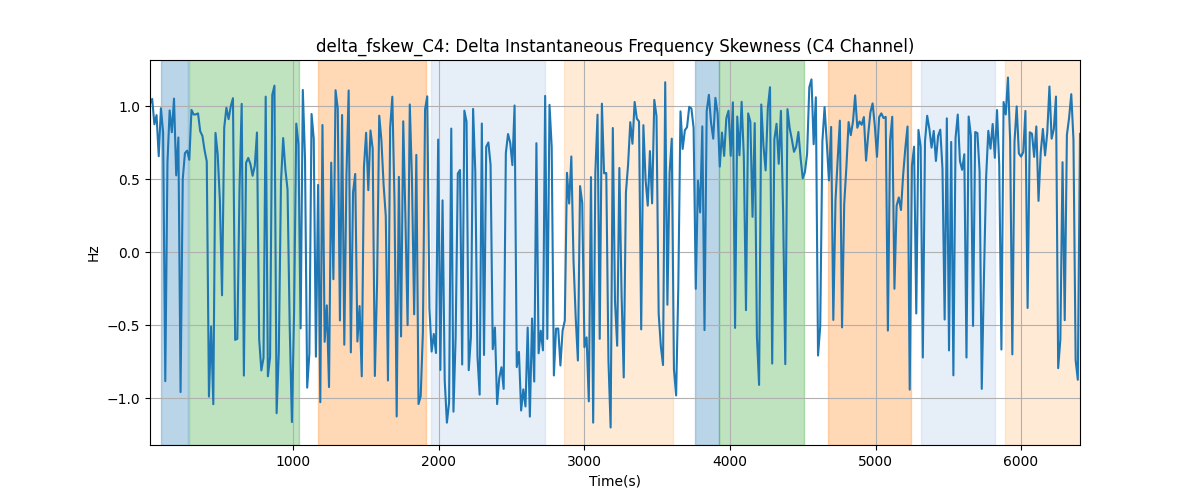 delta_fskew_C4: Delta Instantaneous Frequency Skewness (C4 Channel)
1.0
0.5
0.0
−0.5
−1.0
Hz
1000 2000 3000 4000 5000 6000
Time(s)